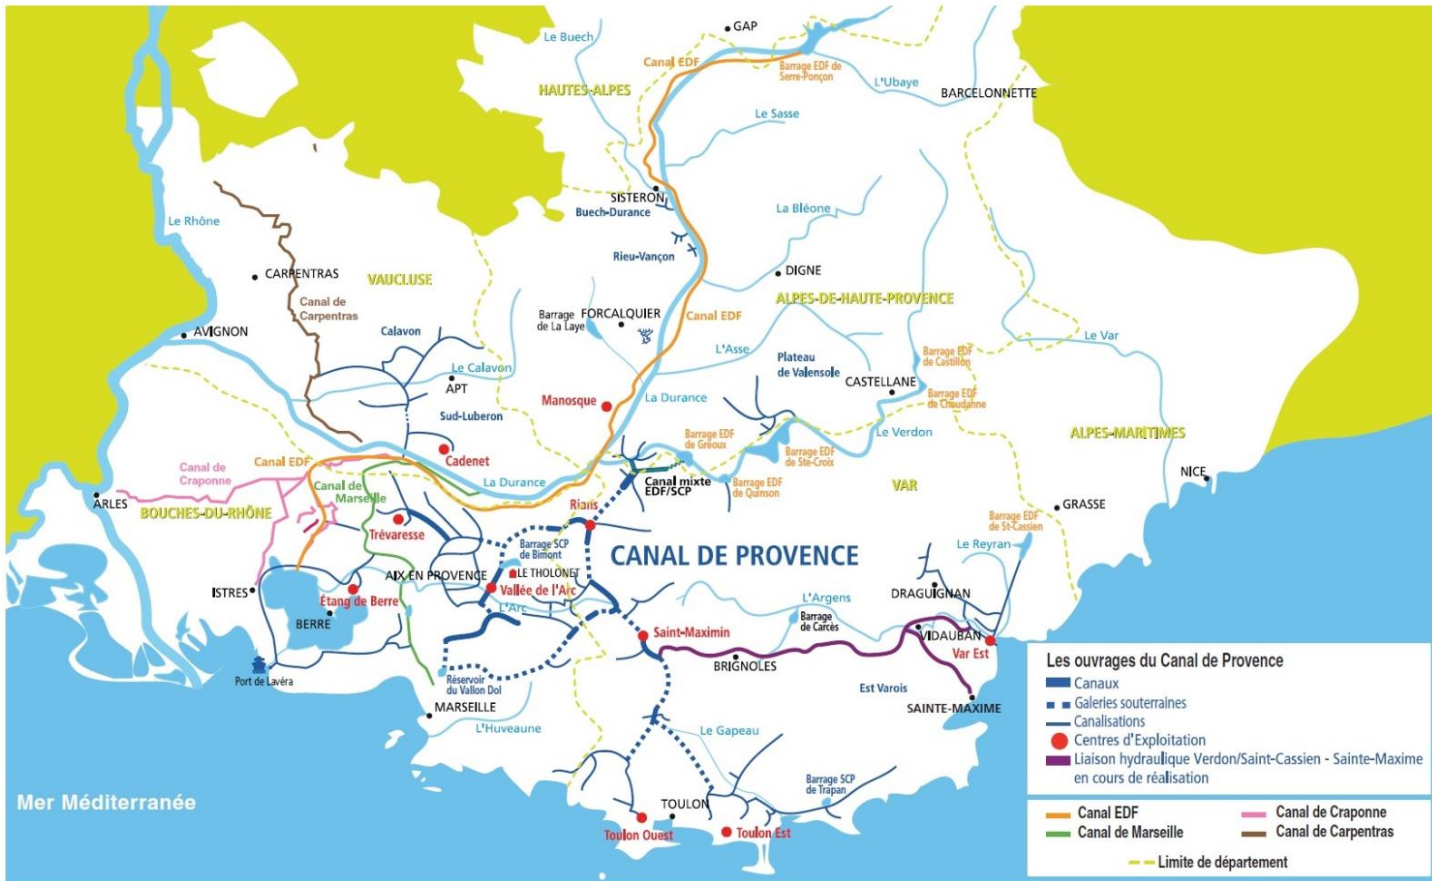 GAP
Le Buech
Canal EDF
Barrage EDF de
Serre-Ponçon
L'Ubaye
BARCELONNETTE
HAUTES-ALPES
Le Sasse
SISTERON
Buech-Durance
La Bléone
Le Rhône
Rieu-Vançon
CARPENTRAS
VAUCLUSE
DIGNE
ALPES-DE-HAUTE-PROVENCE
Canal de
Carpentras
Barrage
de La Laye
FORCALQUIER
Canal EDF
AVIGNON
Calavon
Le Var
L'Asse
Plateau
de Valensole
Barrage EDF
de Castillon
Le Calavon
APT
CASTELLANE
Barrage EDF
de Chaudanne
Manosque
La Durance
Sud-Luberon
Le Verdon
ALPES-MARITIMES
Barrage EDF
de Gréoux
Barrage EDF
de Ste-Croix
Canal EDF
Cadenet
Canal de
Craponne
NICE
Canal mixte
EDF/SCP
Barrage EDF
de Quinson
VAR
Canal de
Marseille
La Durance
ARLES
BOUCHES-DU-RHÔNE
Rians
GRASSE
Barrage EDF
de St-Cassien
Trévaresse
Barrage SCP
de Bimont
CANAL DE PROVENCE
Le Reyran
AIX EN PROVENCE
LE THOLONET
ISTRES
Étang de Berre
Vallée de l'Arc
L'Arc
L'Argens
DRAGUIGNAN
BERRE
Barrage
de Carcès
Saint-Maximin
VIDAUBAN
Var Est
BRIGNOLES
Port de Lavéra
Réservoir
du Vallon Dol
Est Varois
SAINTE-MAXIME
MARSEILLE
L'Huveaune
Le Gapeau
Barrage SCP
de Trapan
Mer Méditerranée
TOULON
Toulon Ouest
Toulon Est
Les ouvrages du Canal de Provence
Canaux
Galeries souterraines
Canalisations
Centres d'Exploitation
Liaison hydraulique Verdon/Saint-Cassien - Sainte-Maxime
en cours de réalisation
Canal EDF
Canal de Craponne
Canal de Marseille
Canal de Carpentras
Limite de département